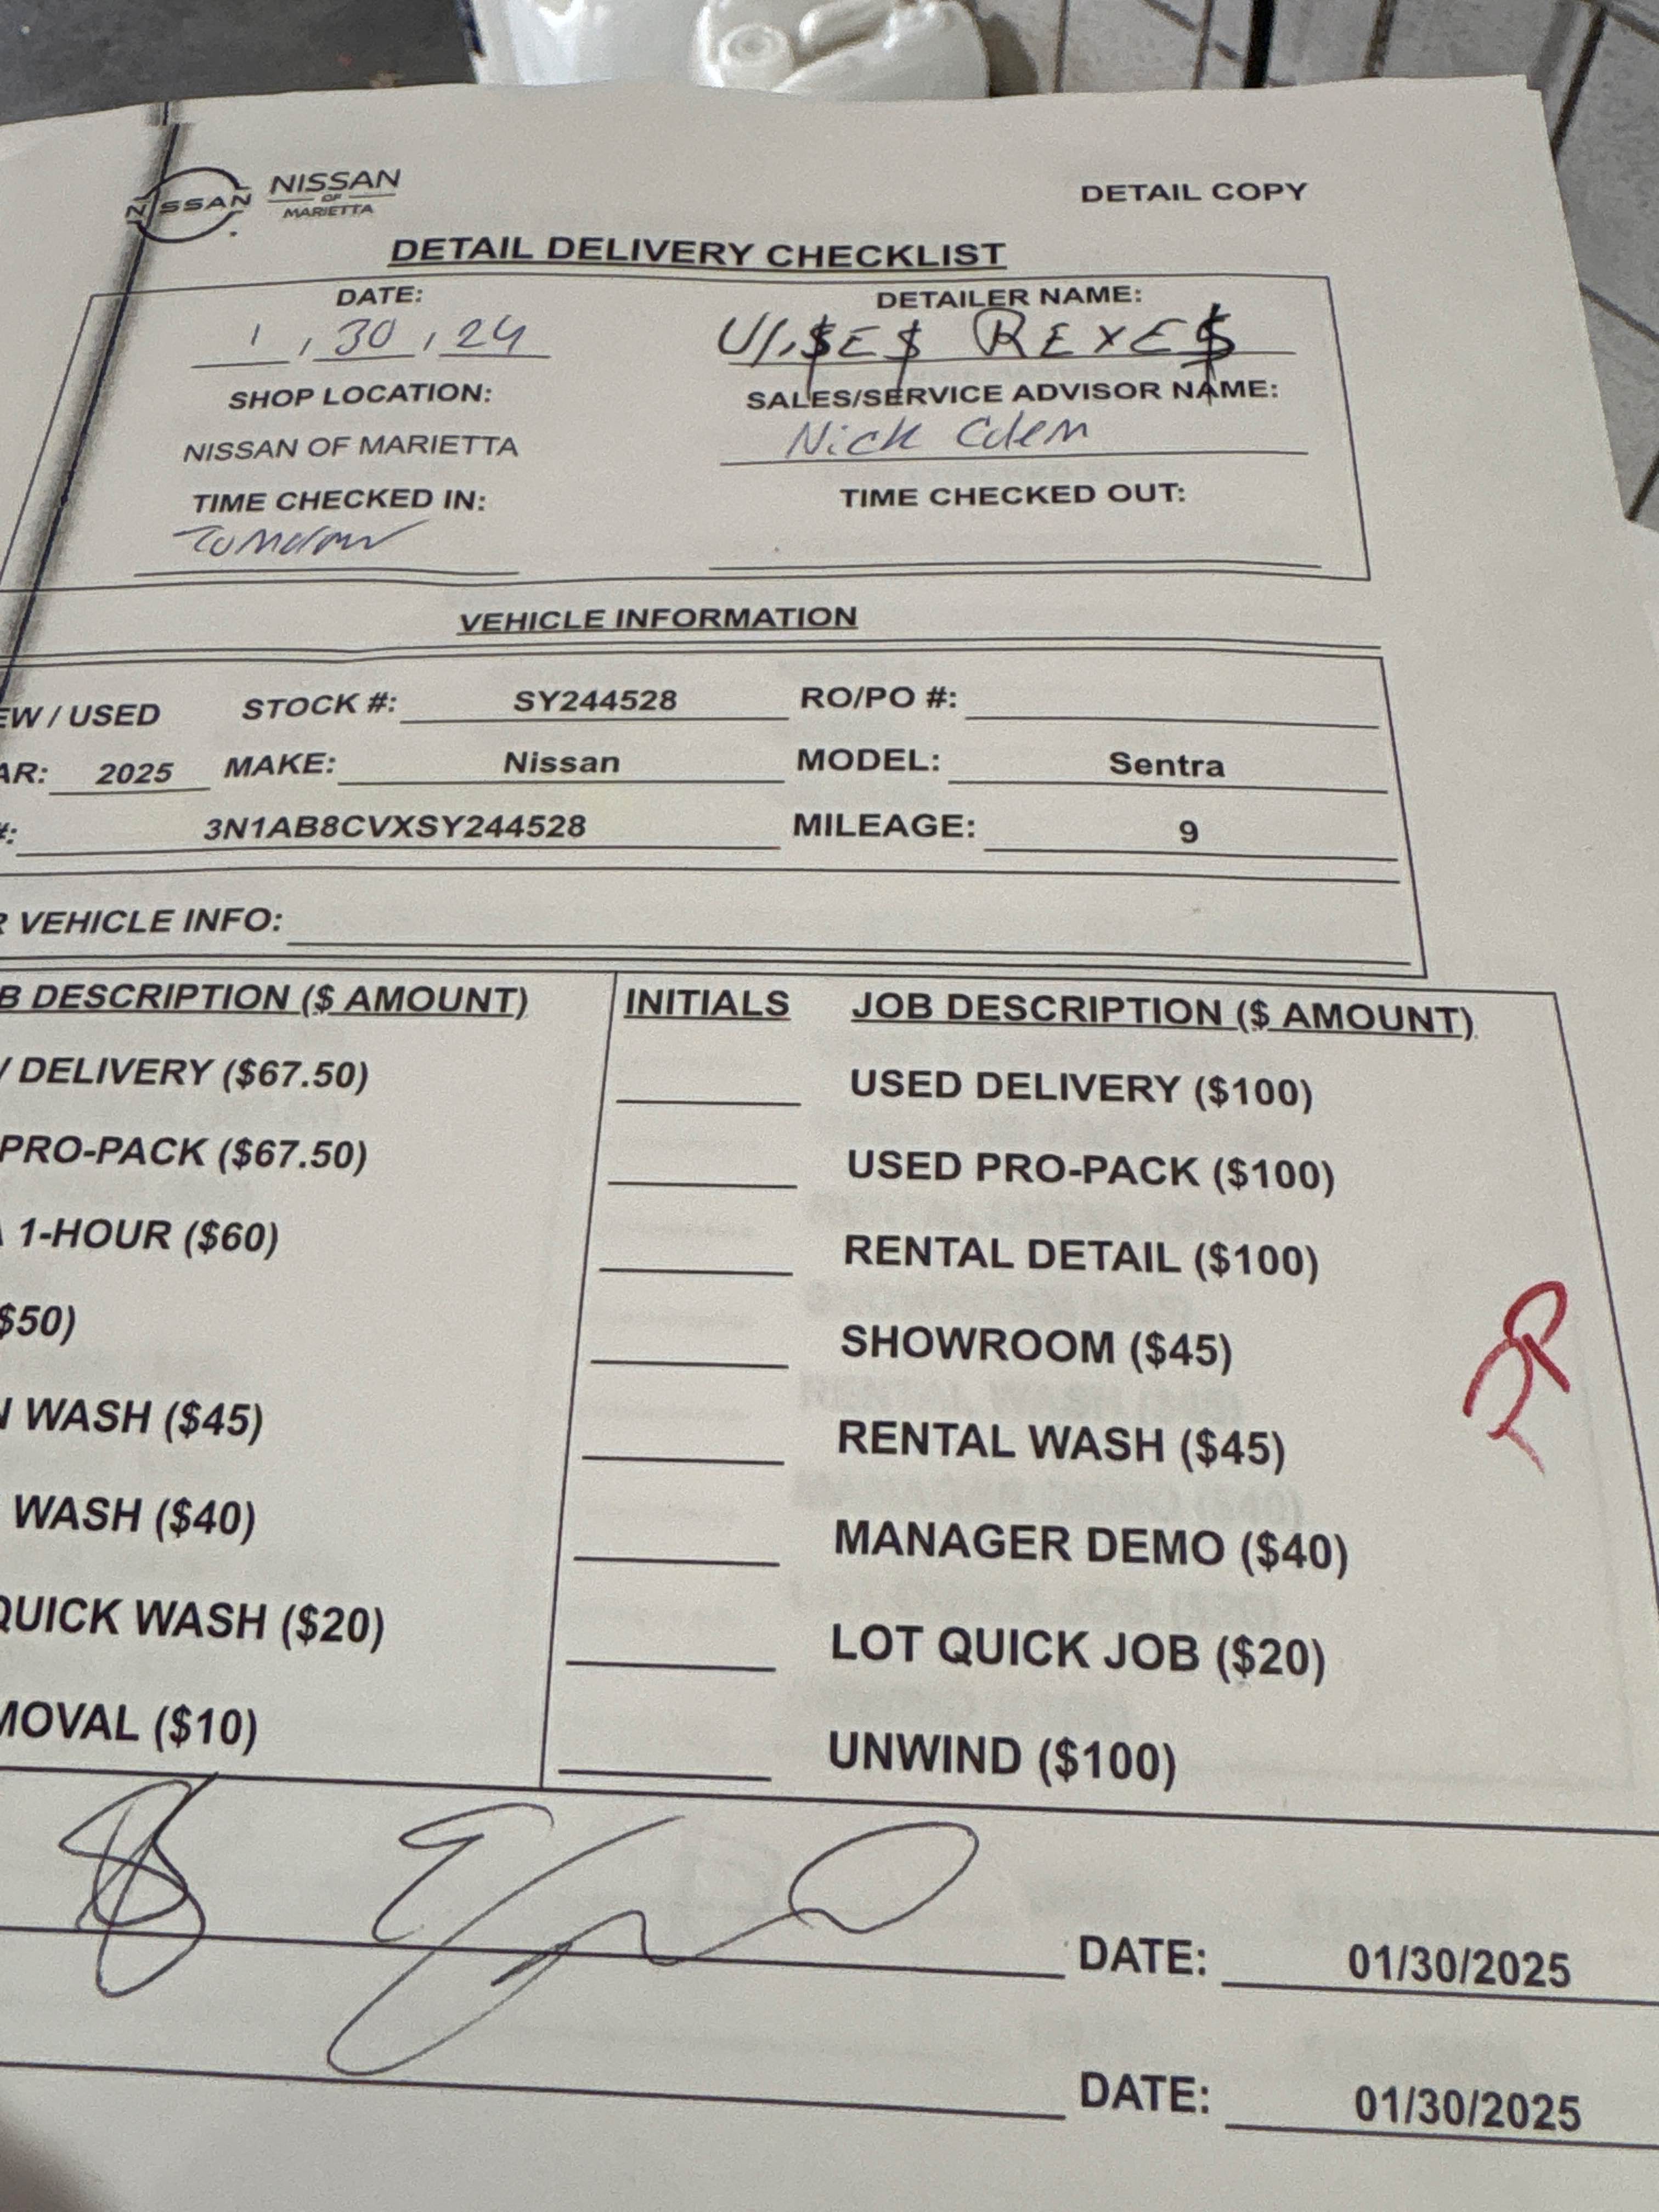 NISSAN NISSAN OF MARIETTA
DETAIL COPY
DETAIL DELIVERY CHECKLIST
DATE: DETAILER NAME:
1, 30, 24 REYE$
SHOP LOCATION: SALES/SERVICE ADVISOR NAME:
NISSAN OF MARIETTA Nick
TIME CHECKED IN: TIME CHECKED OUT:
Tomorrow
VEHICLE INFORMATION
EW / USED STOCK #: SY244528 RO/PO #:
AR: 2025 MAKE: Nissan MODEL: Sentra
#: 3N1AB8CVXSY244528 MILEAGE: 9
R VEHICLE INFO:
B DESCRIPTION ($ AMOUNT) INITIALS JOB DESCRIPTION ($ AMOUNT)
/ DELIVERY ($67.50) USED DELIVERY ($100)
PRO-PACK ($67.50) USED PRO-PACK ($100)
1-HOUR ($60) RENTAL DETAIL ($100)
$50) SHOWROOM ($45)
WASH ($45) RENTAL WASH ($45)
WASH ($40) MANAGER DEMO ($40)
QUICK WASH ($20) LOT QUICK JOB ($20)
MOVAL ($10) UNWIND ($100)
DATE: 01/30/2025
DATE: 01/30/2025